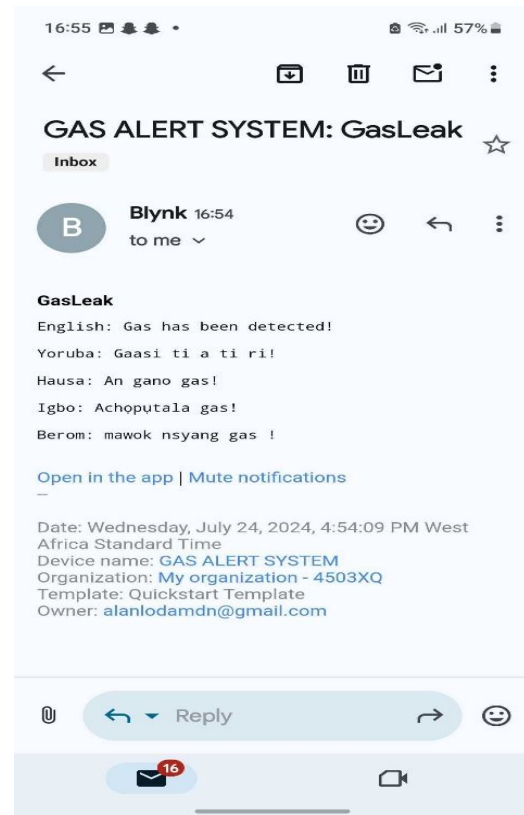 16:55
57%
GAS ALERT SYSTEM: GasLeak
Inbox
B
Blynk 16:54
to me
GasLeak
English: Gas has been detected!
Yoruba: Gaasi ti a ti ri!
Hausa: An gano gas!
Igbo: Achọpụtala gas!
Berom: mawok nsyang gas !
Open in the app | Mute notifications
--
Date: Wednesday, July 24, 2024, 4:54:09 PM West
Africa Standard Time
Device name: GAS ALERT SYSTEM
Organization: My organization - 4503XQ
Template: Quickstart Template
Owner: alanlodamdn@gmail.com
Reply
16